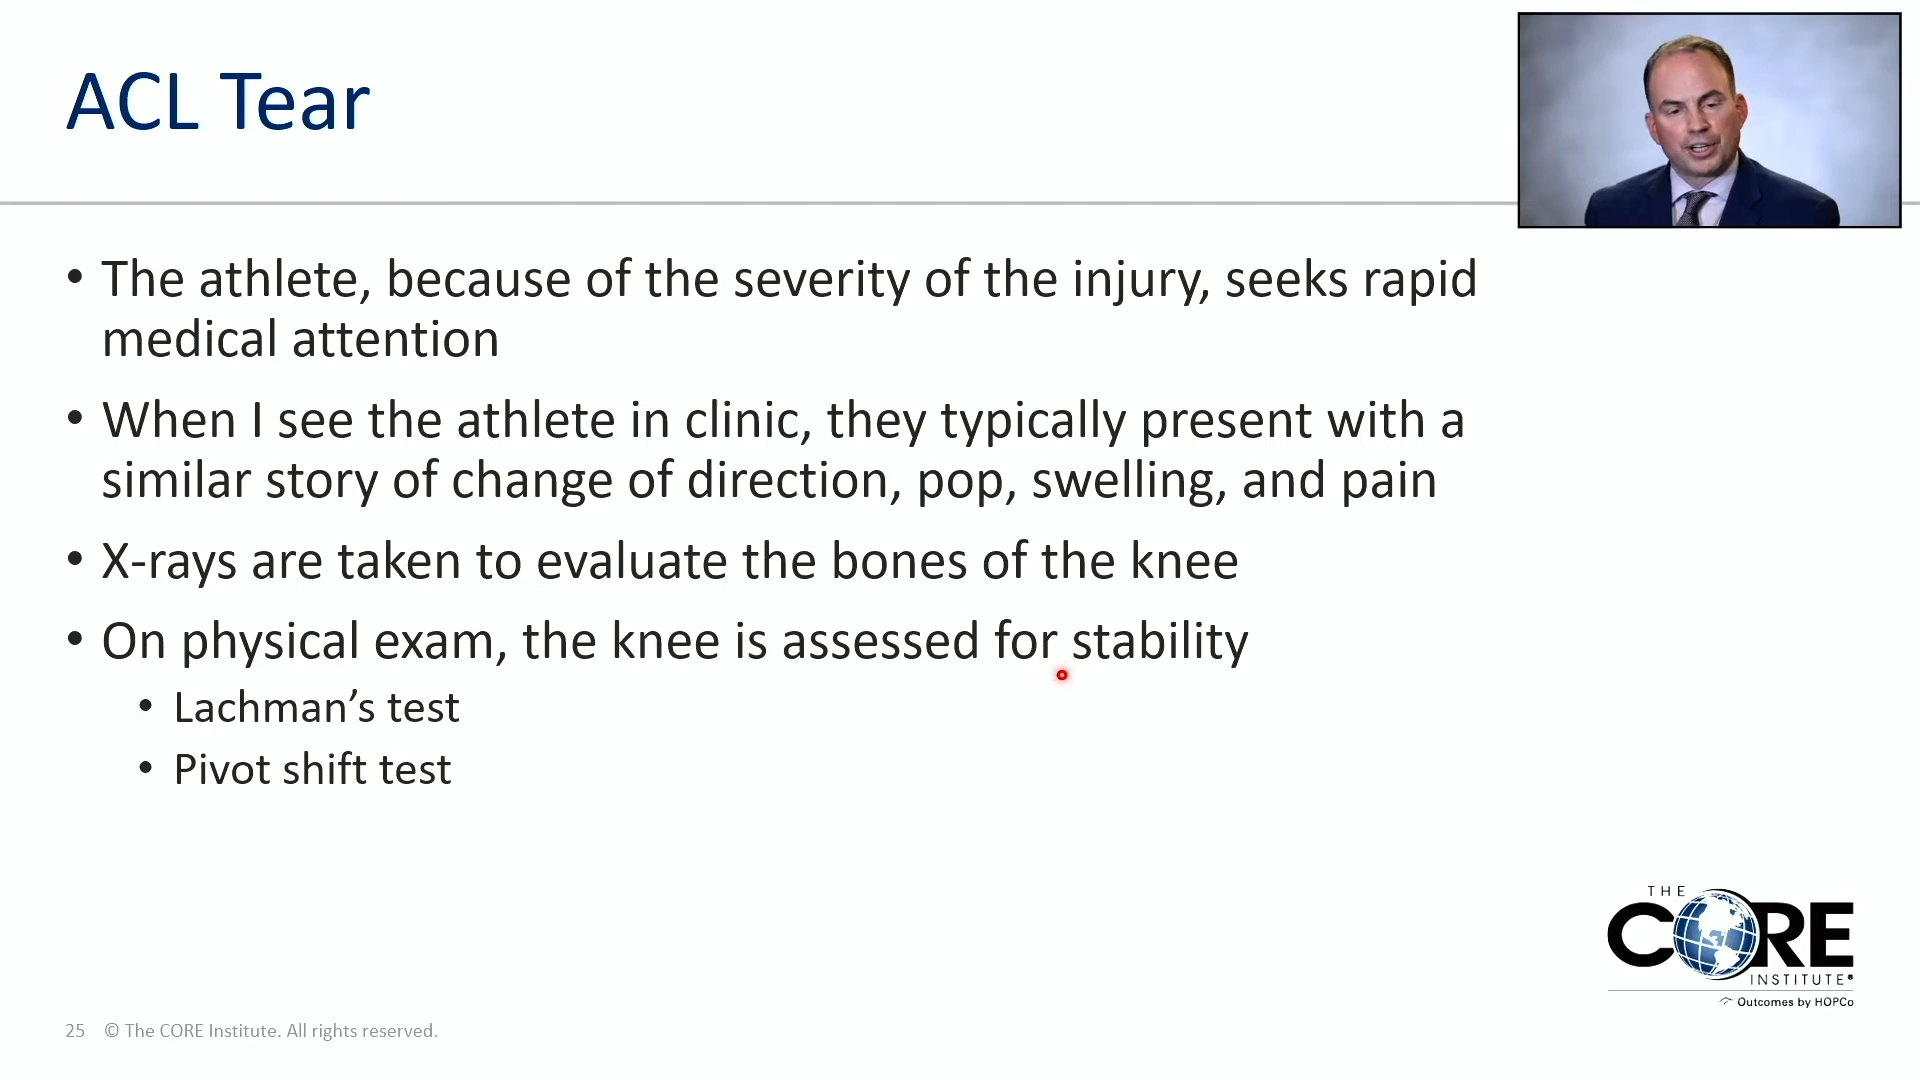 ACL Tear
• The athlete, because of the severity of the injury, seeks rapid
medical attention
• When I see the athlete in clinic, they typically present with a
similar story of change of direction, pop, swelling, and pain
• X-rays are taken to evaluate the bones of the knee
• On physical exam, the knee is assessed for stability
• Lachman’s test
• Pivot shift test
THE
CORE
INSTITUTE®
Outcomes by HOPCo
25 © The CORE Institute. All rights reserved.